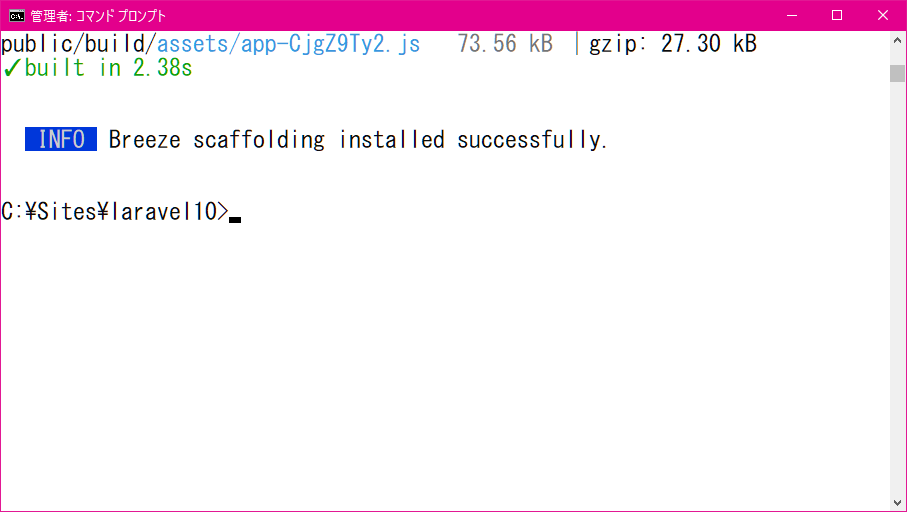 管理者: コマンド プロンプト
public/build/assets/app-CjgZ9Ty2.js 73.56 kB | gzip: 27.30 kB
✓built in 2.38s
INFO Breeze scaffolding installed successfully.
C:¥Sites¥laravel10>